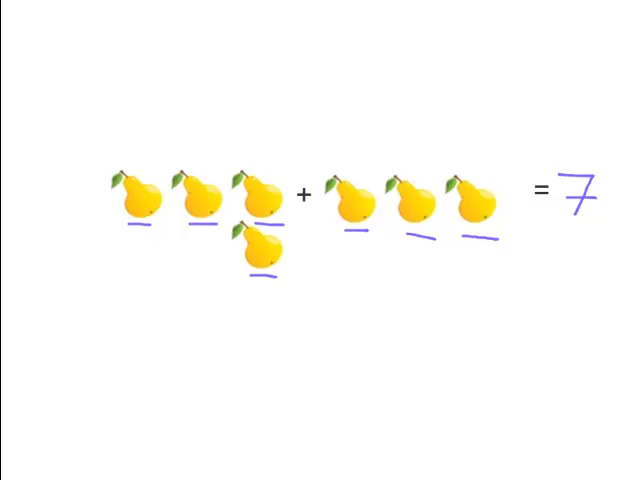 + = 7